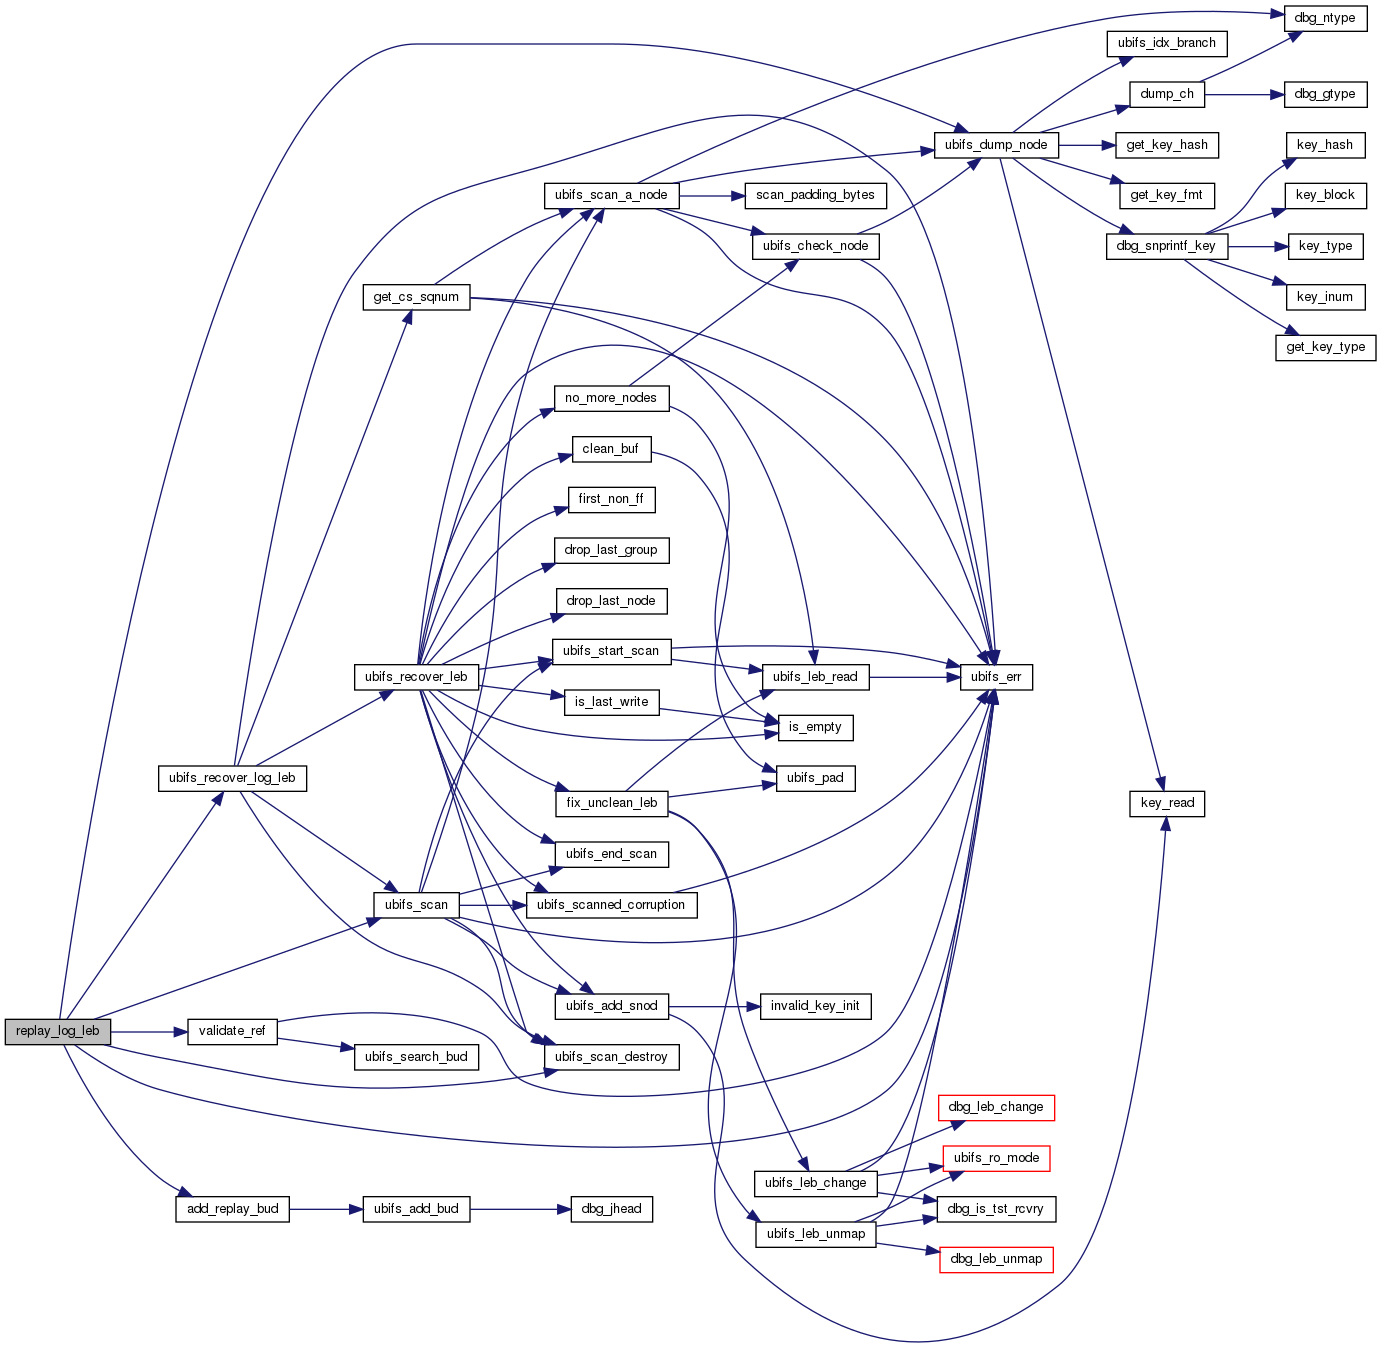 dbg_ntype
ubifs_idx_branch
dump_ch
dbg_gtype
ubifs_dump_node
get_key_hash
key_hash
ubifs_scan_a_node
scan_padding_bytes
get_key_fmt
key_block
ubifs_check_node
dbg_snprintf_key
key_type
get_cs_sqnum
key_inum
get_key_type
no_more_nodes
clean_buf
first_non_ff
drop_last_group
drop_last_node
ubifs_start_scan
ubifs_recover_leb
ubifs_leb_read
ubifs_err
is_last_write
is_empty
ubifs_recover_log_leb
ubifs_pad
fix_unclean_leb
key_read
ubifs_end_scan
ubifs_scan
ubifs_scanned_corruption
ubifs_add_snod
invalid_key_init
replay_log_leb
validate_ref
ubifs_search_bud
ubifs_scan_destroy
dbg_leb_change
ubifs_ro_mode
ubifs_leb_change
add_replay_bud
ubifs_add_bud
dbg_jhead
dbg_is_tst_rcvry
ubifs_leb_unmap
dbg_leb_unmap